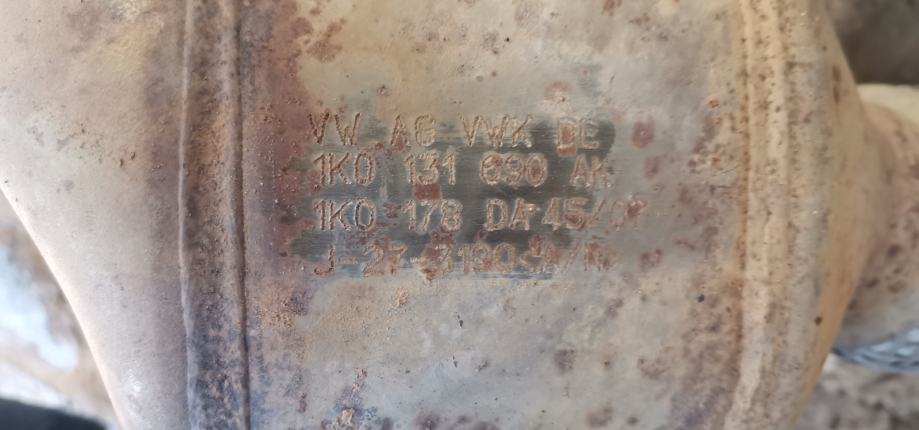 VW AG VWK DE
1K0 131 690 AK
1K0 178 DA 45/07